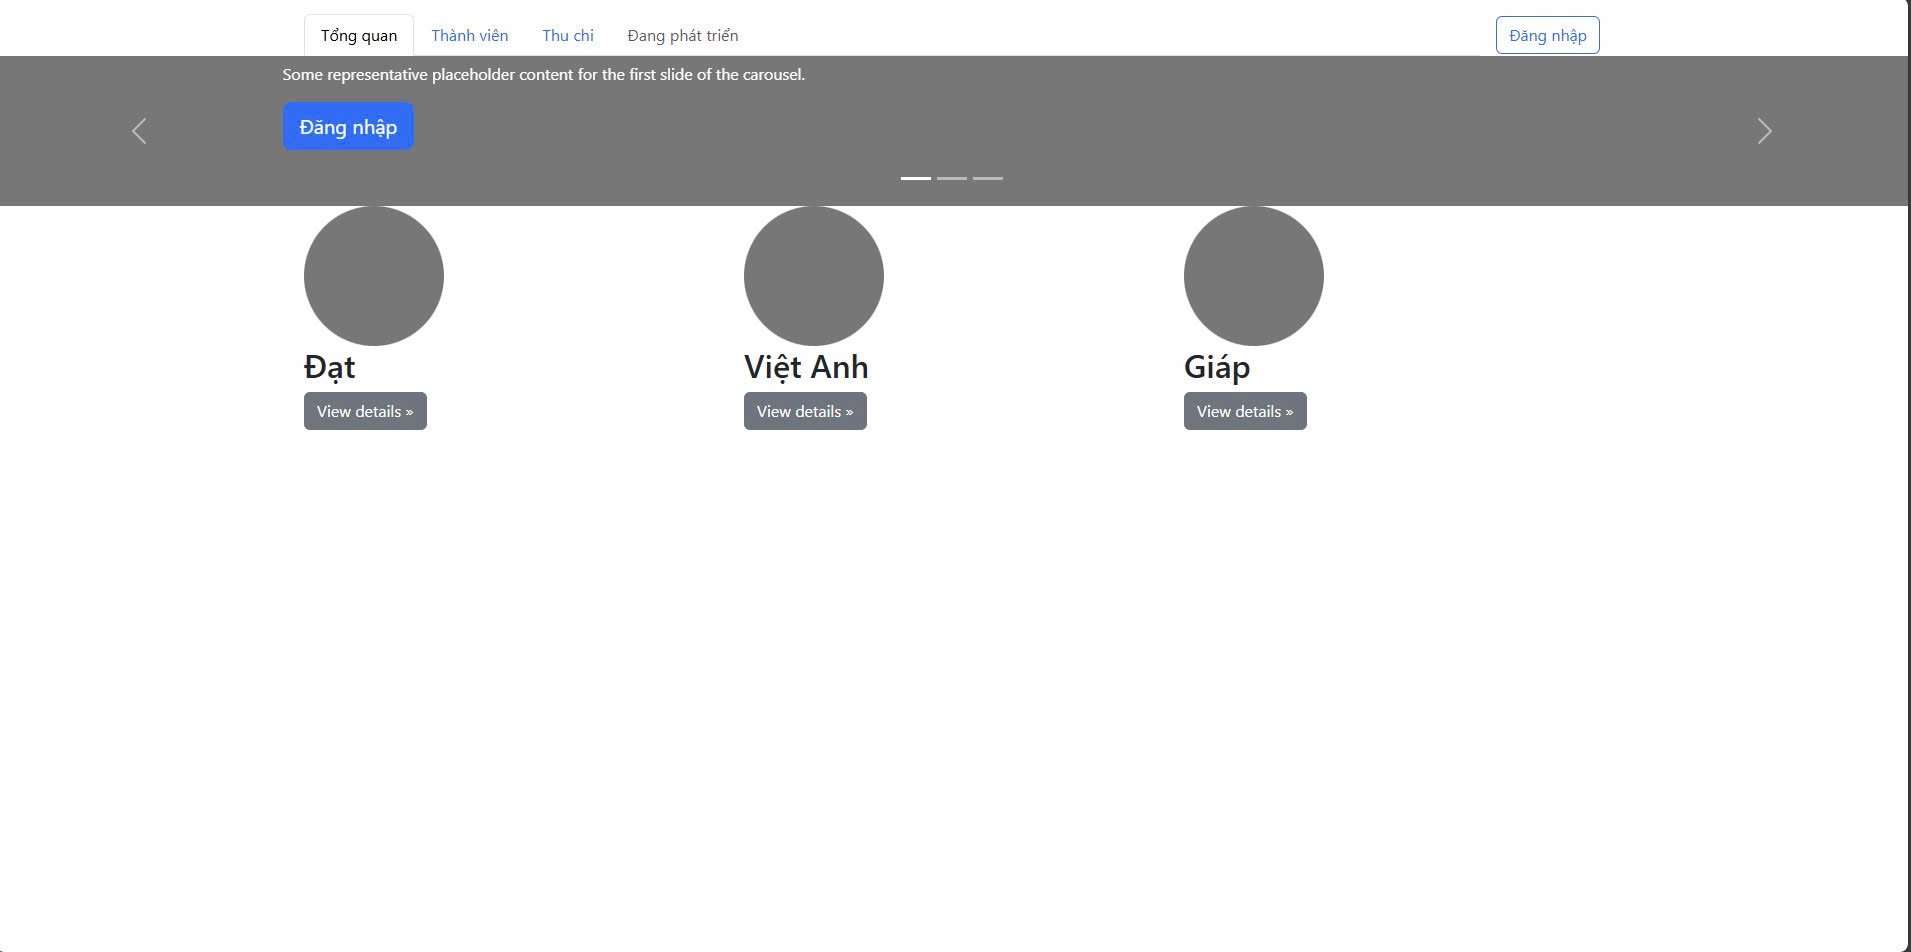 Tổng quan Thành viên Thu chi Đang phát triển Đăng nhập
Some representative placeholder content for the first slide of the carousel.
Đăng nhập
Đạt Việt Anh Giáp
View details » View details » View details »